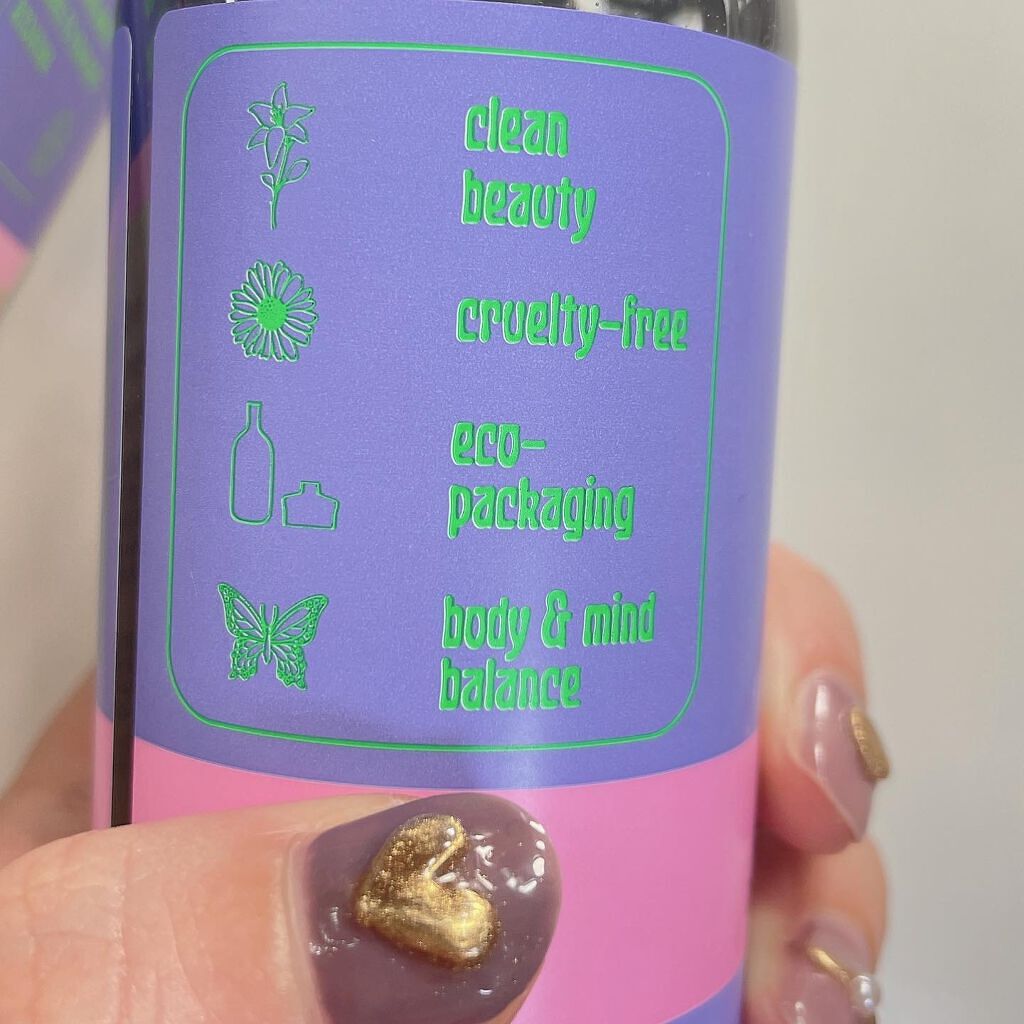 clean
beauty
cruelty-free
eco-
packaging
body & mind
balance